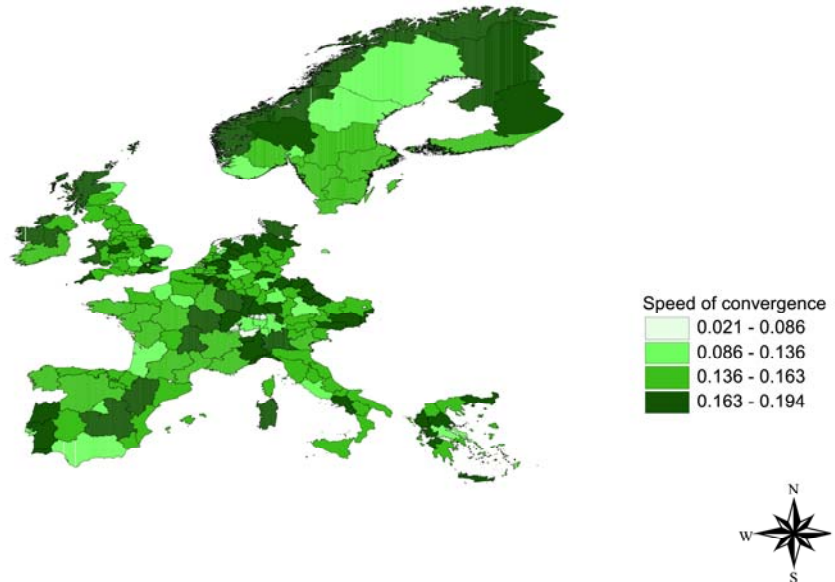 Speed of convergence
0.021 - 0.086
0.086 - 0.136
0.136 - 0.163
0.163 - 0.194
N
W
S